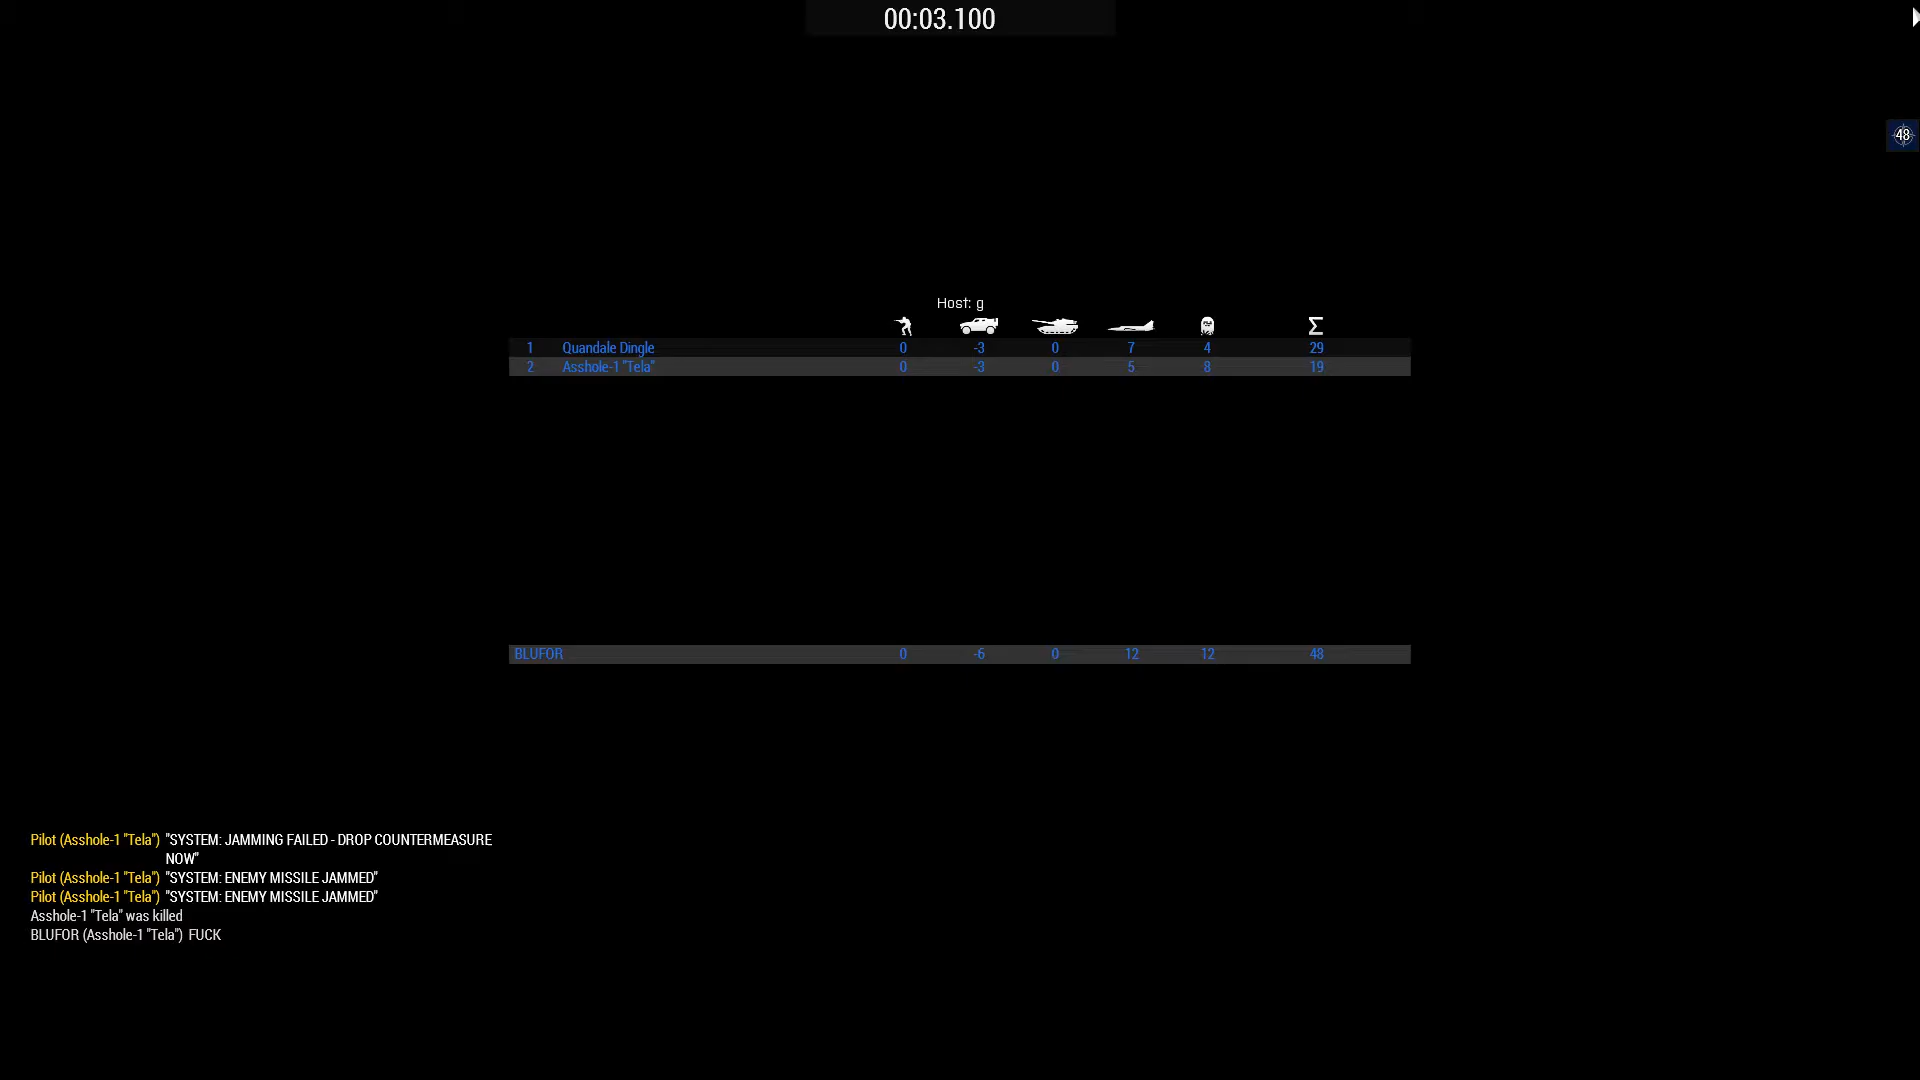 00:03.100
48
Host: g
Σ
1 Quandale Dingle 0 -3 0 7 4 29
2 Asshole-1 "Tela" 0 -3 0 5 8 19
BLUFOR 0 -6 0 12 12 48
Pilot (Asshole-1 "Tela") "SYSTEM: JAMMING FAILED - DROP COUNTERMEASURE
NOW"
Pilot (Asshole-1 "Tela") "SYSTEM: ENEMY MISSILE JAMMED"
Pilot (Asshole-1 "Tela") "SYSTEM: ENEMY MISSILE JAMMED"
Asshole-1 "Tela" was killed
BLUFOR (Asshole-1 "Tela") FUCK